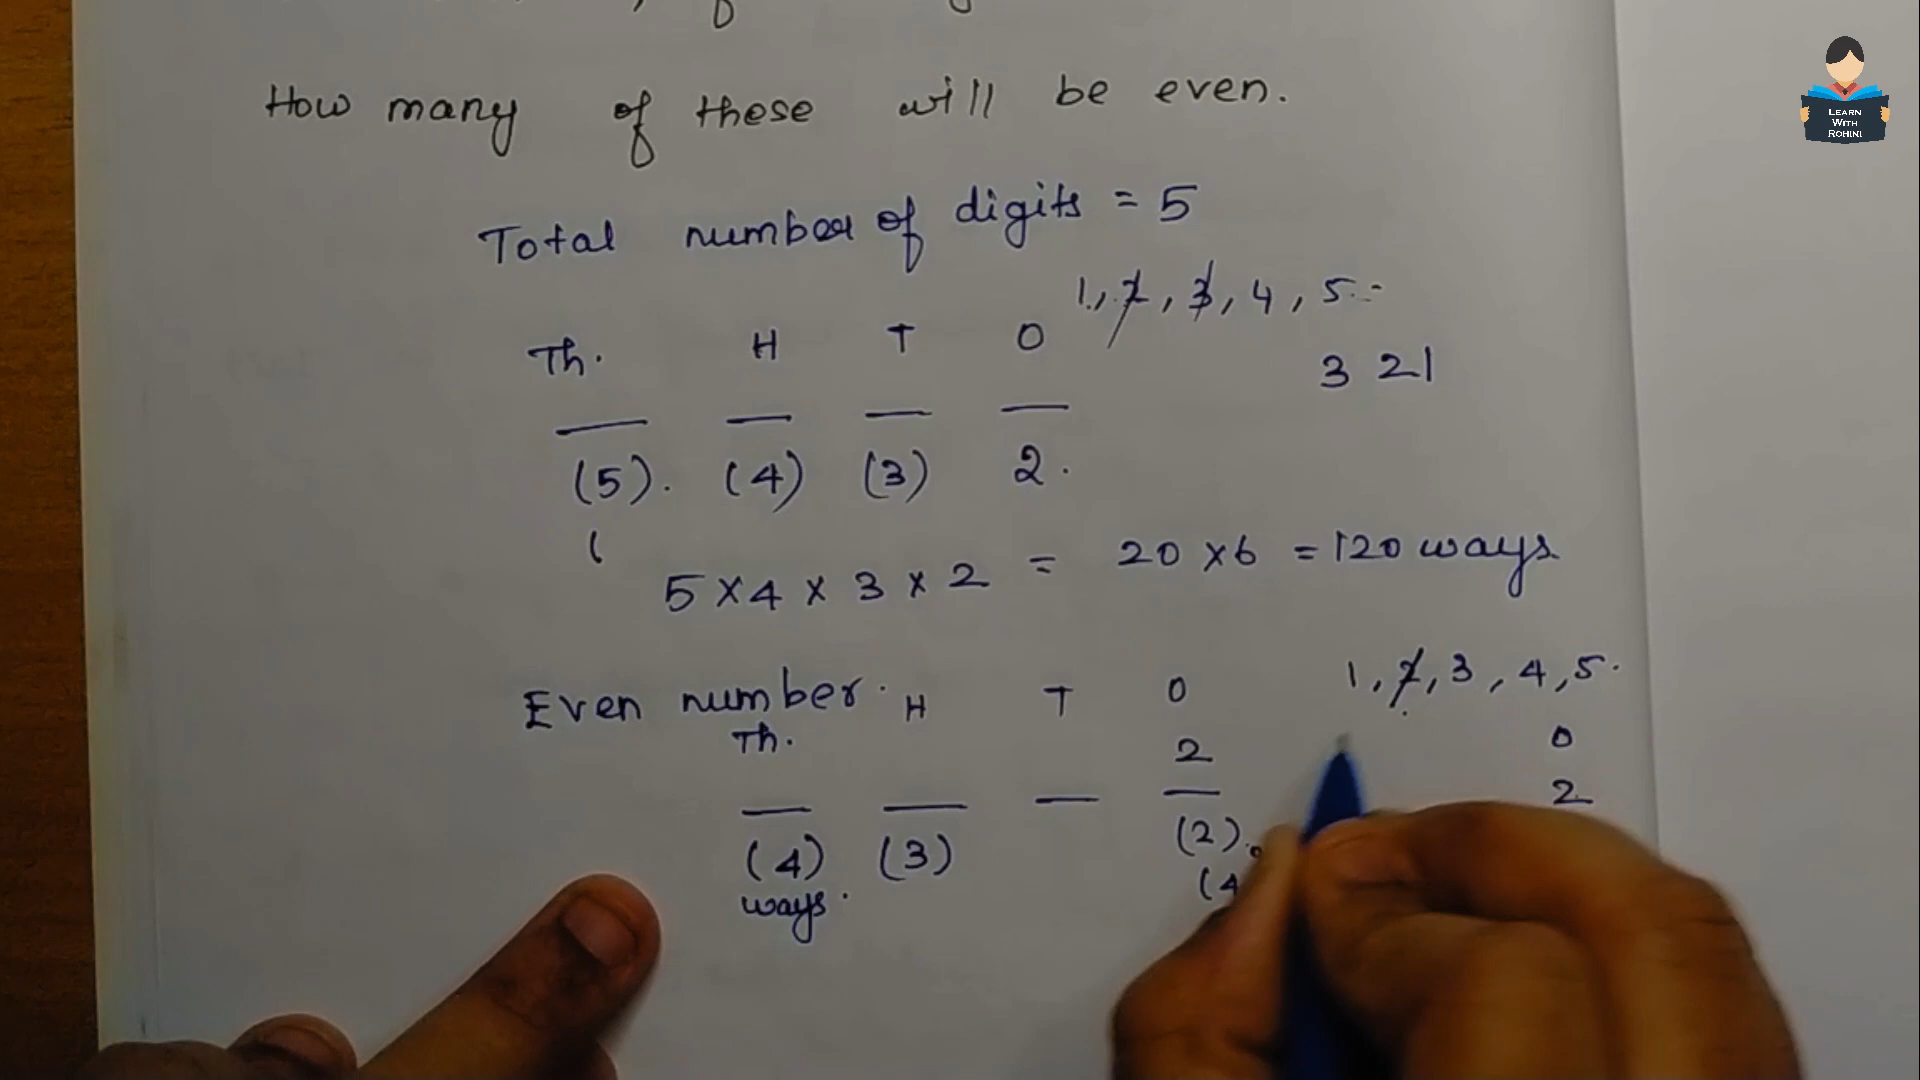 How many of these will be even.
Total number of digits = 5
1, 2, 3, 4, 5.
Th. H T O
3 21
(5). (4) (3) 2.
(
5 x 4 x 3 x 2 = 20 x 6 = 120 ways
1, 2, 3, 4, 5.
Even number. H T O
Th. 2 0
2
(4) (3) (2).
ways. (4
LEARN
WITH
ROHINI